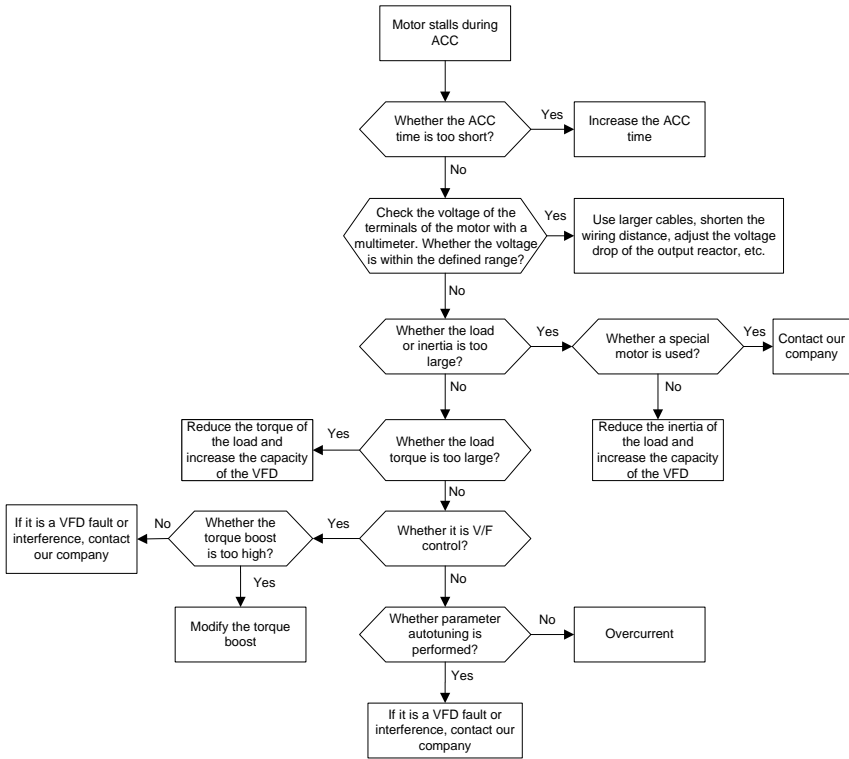 Motor stalls during
ACC
Whether the ACC
time is too short?
Yes
Increase the ACC
time
No
Check the voltage of the
terminals of the motor with a
multimeter. Whether the voltage
is within the defined range?
Yes
Use larger cables, shorten the
wiring distance, adjust the voltage
drop of the output reactor, etc.
No
Whether the load
or inertia is too
large?
Yes
Whether a special
motor is used?
Yes
Contact our
company
No
No
Reduce the torque of
the load and
increase the capacity
of the VFD
Yes
Whether the load
torque is too large?
Reduce the inertia of
the load and
increase the capacity
of the VFD
No
If it is a VFD fault or
interference, contact
our company
No
Whether the
torque boost
is too high?
Yes
Whether it is V/F
control?
Yes
No
Modify the torque
boost
Whether parameter
autotuning is
performed?
No
Overcurrent
Yes
If it is a VFD fault or
interference, contact our
company